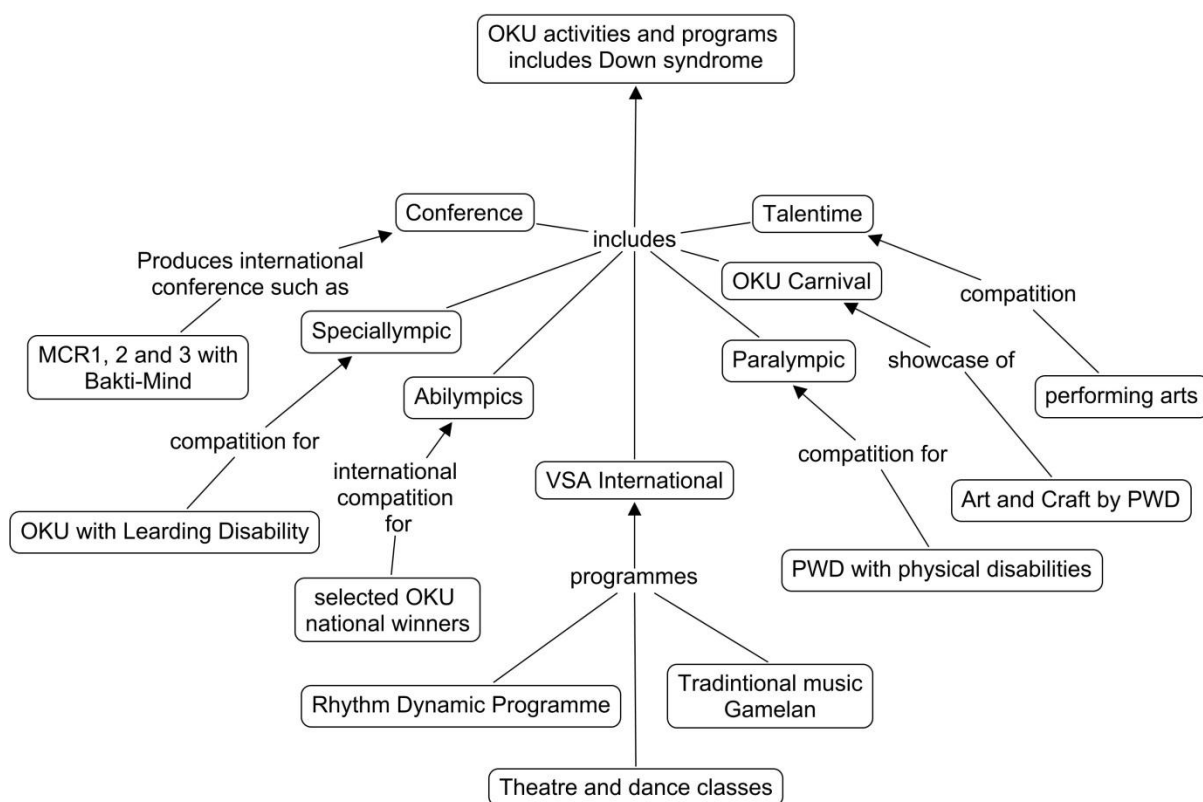 OKU activities and programs
includes Down syndrome
Conference
Talentime
includes
Produces international
conference such as
OKU Carnival
compatition
Speciallympic
MCR1, 2 and 3 with
Bakti-Mind
Paralympic
showcase of
Abilympics
performing arts
compatition for
international
compatition
for
compatition for
VSA International
Art and Craft by PWD
OKU with Learding Disability
PWD with physical disabilities
programmes
selected OKU
national winners
Tradintional music
Gamelan
Rhythm Dynamic Programme
Theatre and dance classes